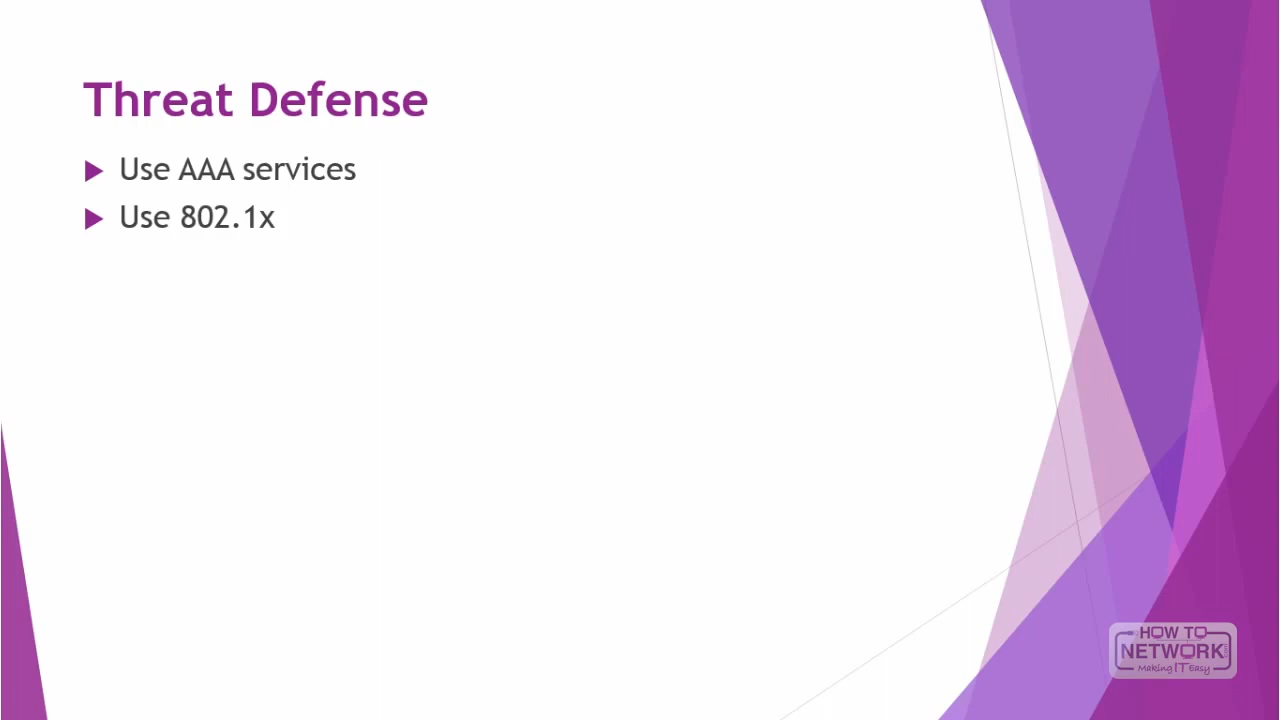 Threat Defense
Use AAA services
Use 802.1x
HOW TO
NETWORK
Making IT Easy